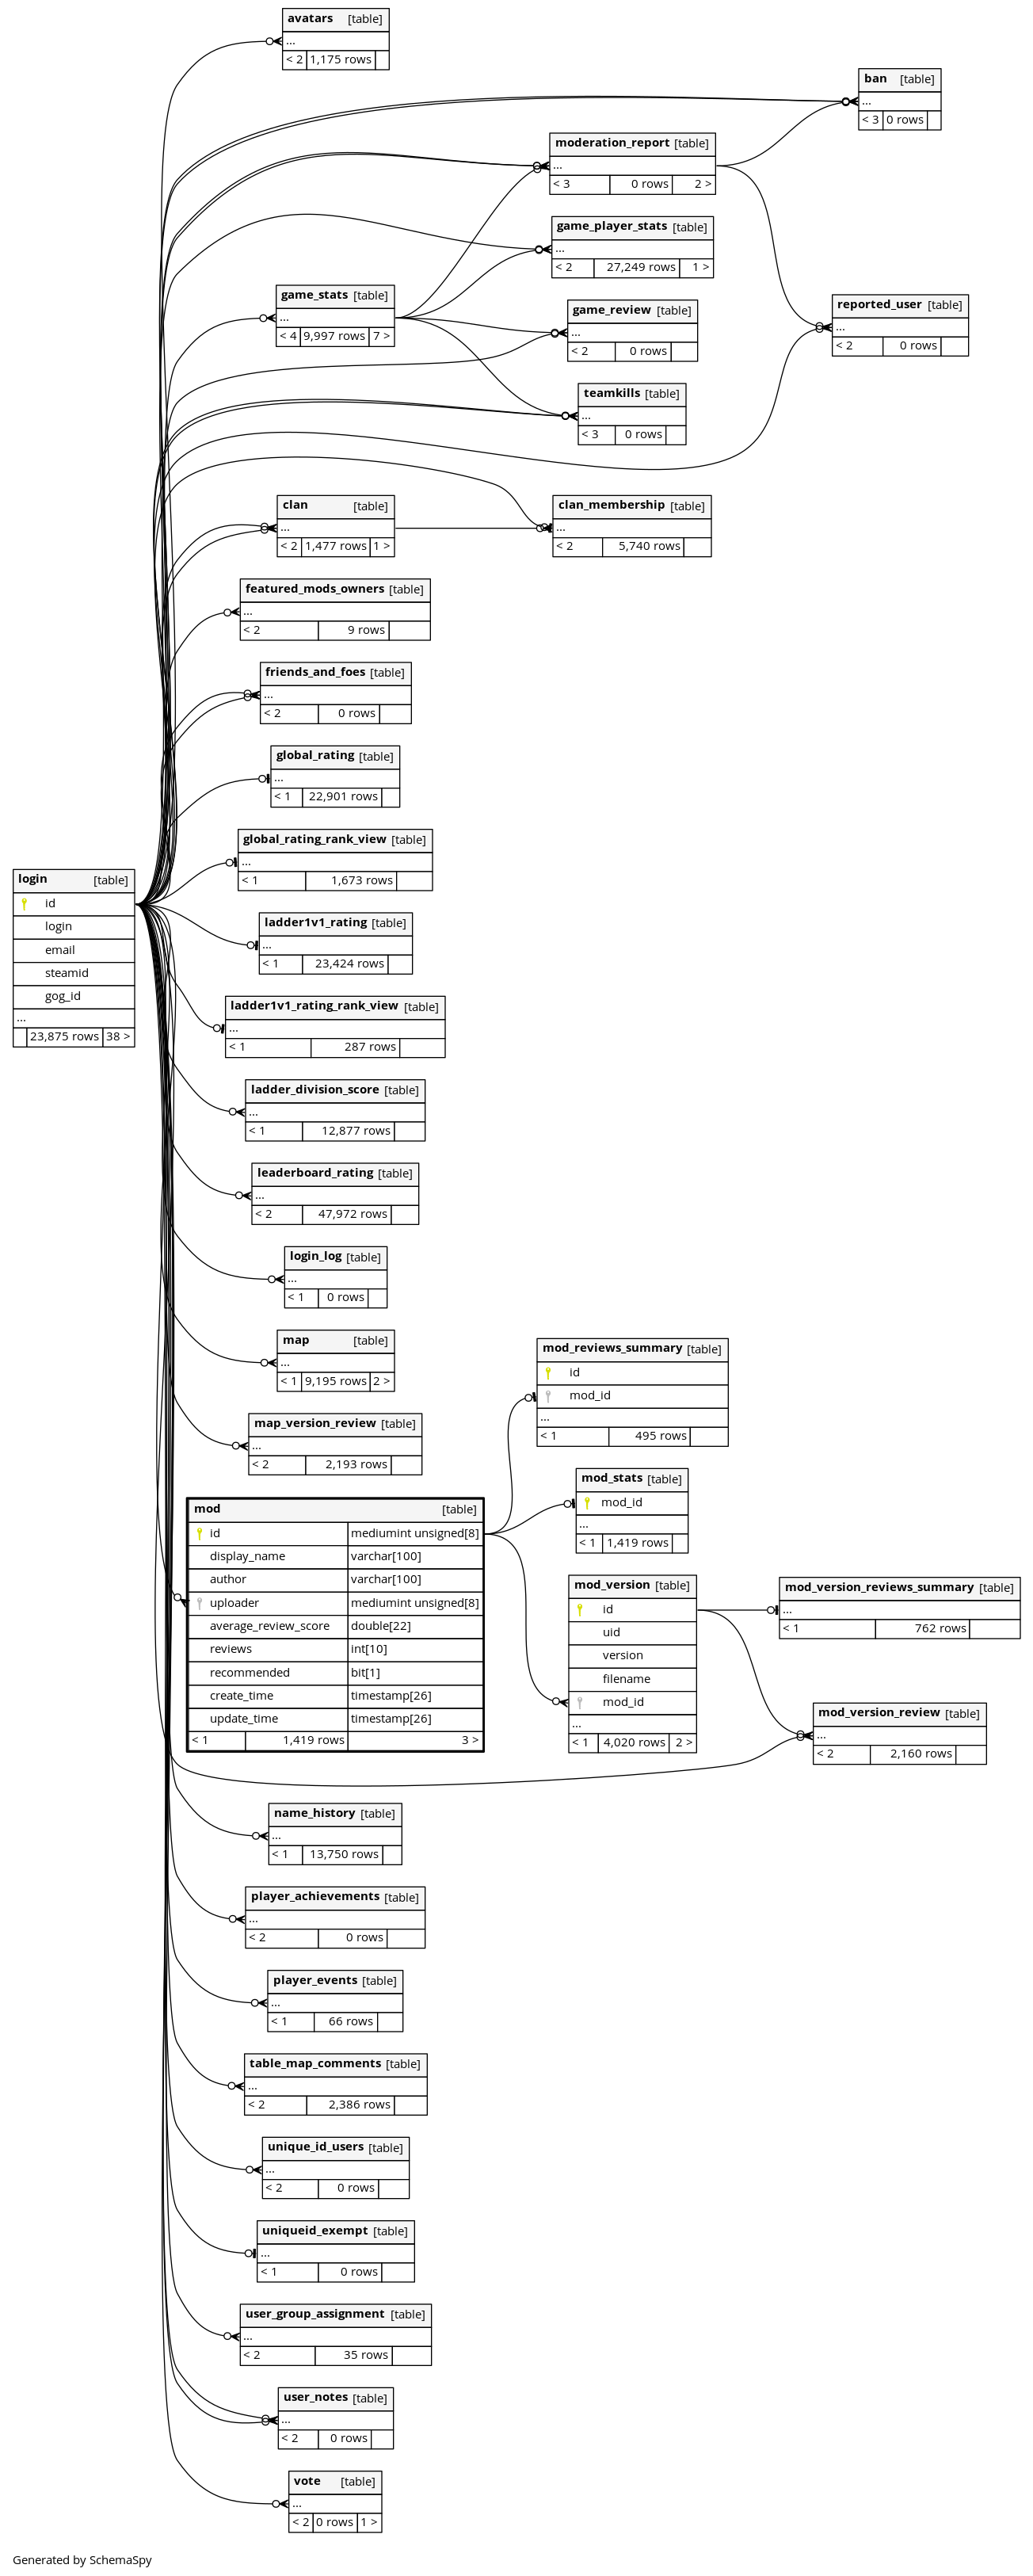 avatars [table]
...
< 2 1,175 rows
ban [table]
...
< 3 0 rows
moderation_report [table]
...
< 3 0 rows 2 >
game_player_stats [table]
...
< 2 27,249 rows 1 >
game_stats [table]
...
< 4 9,997 rows 7 >
game_review [table]
...
< 2 0 rows
reported_user [table]
...
< 2 0 rows
teamkills [table]
...
< 3 0 rows
clan [table]
...
< 2 1,477 rows 1 >
clan_membership [table]
...
< 2 5,740 rows
featured_mods_owners [table]
...
< 2 9 rows
friends_and_foes [table]
...
< 2 0 rows
global_rating [table]
...
< 1 22,901 rows
global_rating_rank_view [table]
...
< 1 1,673 rows
login [table]
id
login
email
steamid
gog_id
...
23,875 rows 38 >
ladder1v1_rating [table]
...
< 1 23,424 rows
ladder1v1_rating_rank_view [table]
...
< 1 287 rows
ladder_division_score [table]
...
< 1 12,877 rows
leaderboard_rating [table]
...
< 2 47,972 rows
login_log [table]
...
< 1 0 rows
map [table]
...
< 1 9,195 rows 2 >
map_version_review [table]
...
< 2 2,193 rows
mod_reviews_summary [table]
id
mod_id
...
< 1 495 rows
mod_stats [table]
mod_id
...
< 1 1,419 rows
mod [table]
id mediumint unsigned[8]
display_name varchar[100]
author varchar[100]
uploader mediumint unsigned[8]
average_review_score double[22]
reviews int[10]
recommended bit[1]
create_time timestamp[26]
update_time timestamp[26]
< 1 1,419 rows 3 >
mod_version [table]
id
uid
version
filename
mod_id
...
< 1 4,020 rows 2 >
mod_version_reviews_summary [table]
...
< 1 762 rows
mod_version_review [table]
...
< 2 2,160 rows
name_history [table]
...
< 1 13,750 rows
player_achievements [table]
...
< 2 0 rows
player_events [table]
...
< 1 66 rows
table_map_comments [table]
...
< 2 2,386 rows
unique_id_users [table]
...
< 2 0 rows
uniqueid_exempt [table]
...
< 1 0 rows
user_group_assignment [table]
...
< 2 35 rows
user_notes [table]
...
< 2 0 rows
vote [table]
...
< 2 0 rows 1 >
Generated by SchemaSpy